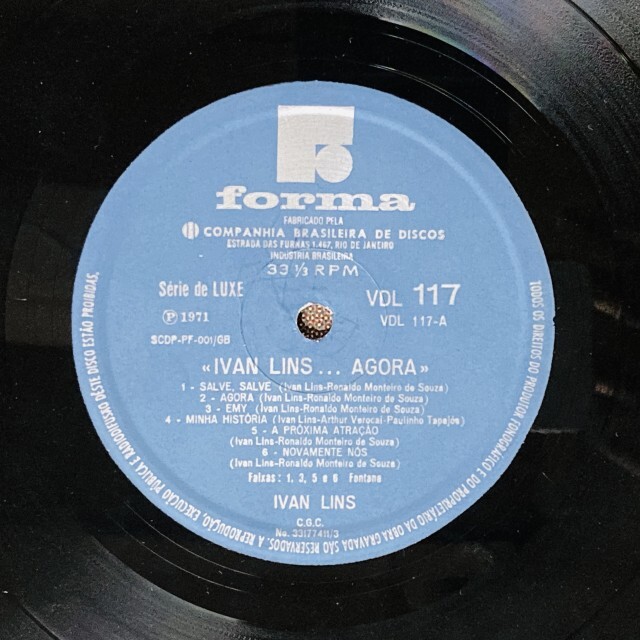 forma
FABRICADO PELA
COMPANHIA BRASILEIRA DE DISCOS
ESTRADA DAS FURNAS 1.467, RIO DE JANEIRO
INDÚSTRIA BRASILEIRA
33 ⅓ RPM
Série de LUXE
VDL 117
Ⓟ 1971
VDL 117-A
SCDP-PF-001/GB
«IVAN LINS... AGORA»
1 - SALVE, SALVE (Ivan Lins-Ronaldo Monteiro de Souza)
2 - AGORA (Ivan Lins-Ronaldo Monteiro de Souza)
3 - EMY (Ivan Lins-Ronaldo Monteiro de Souza)
4 - MINHA HISTÓRIA (Ivan Lins-Arthur Verocai-Paulinho Tapajós)
5 - A PRÓXIMA ATRAÇÃO
(Ivan Lins-Ronaldo Monteiro de Souza)
6 - NOVAMENTE NÓS
(Ivan Lins-Ronaldo Monteiro de Souza)
Faixas: 1, 3, 5 e 6 Fontana
IVAN LINS
C.G.C.
No. 33177411/3
TODOS OS DIREITOS DO PRODUTOR FONOGRÁFICO E DO PROPRIETÁRIO DA OBRA GRAVADA SÃO RESERVADOS. A REPRODUÇÃO, EXECUÇÃO PÚBLICA E RADIODIFUSÃO DESTE DISCO ESTÃO PROIBIDAS.